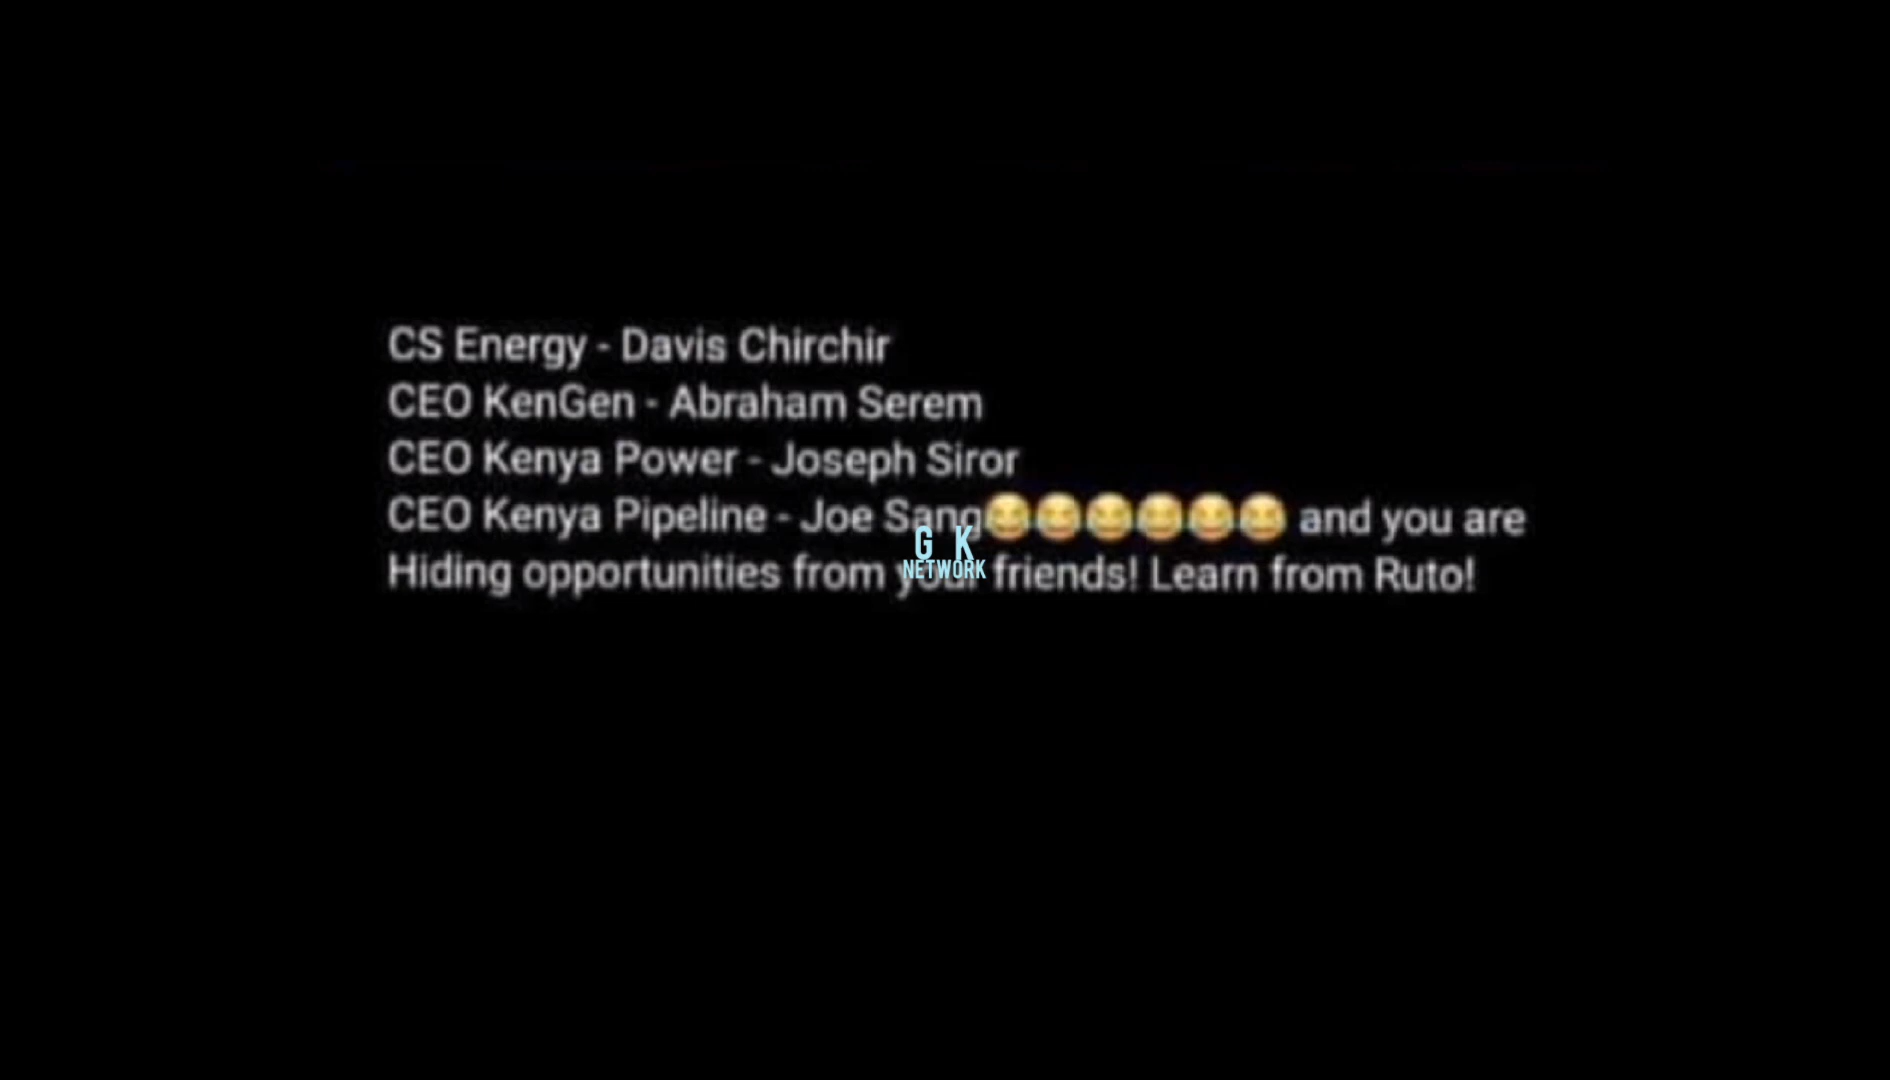 CS Energy - Davis Chirchir
CEO KenGen - Abraham Serem
CEO Kenya Power - Joseph Siror
CEO Kenya Pipeline - Joe Sang😂😂😂😂😂😂 and you are
Hiding opportunities from your friends! Learn from Ruto!
G K
NETWORK